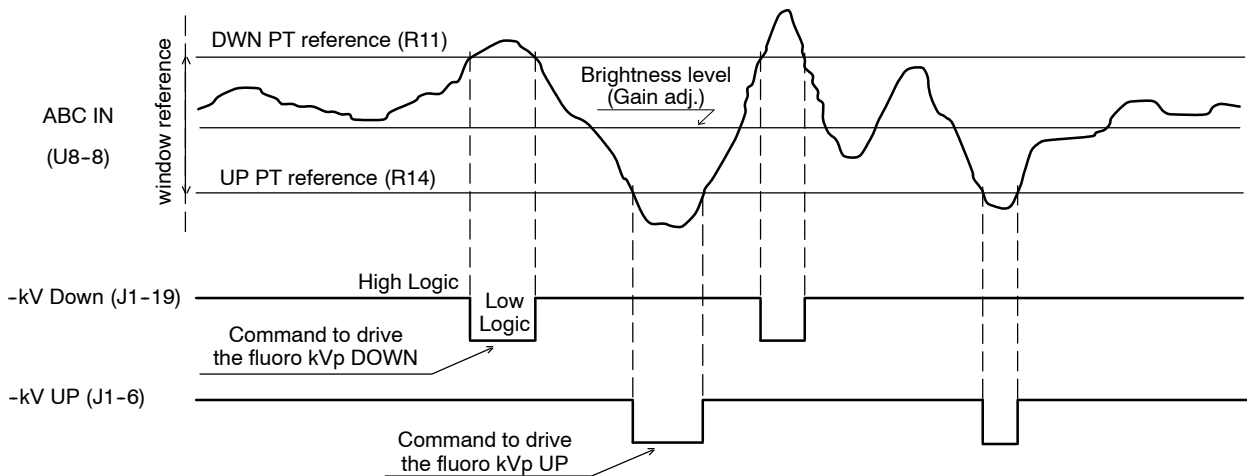 DWN PT reference (R11)
window reference
Brightness level
(Gain adj.)
ABC IN
(U8-8)
UP PT reference (R14)
High Logic
-kV Down (J1-19)
Low
Logic
Command to drive
the fluoro kVp DOWN
-kV UP (J1-6)
Command to drive
the fluoro kVp UP